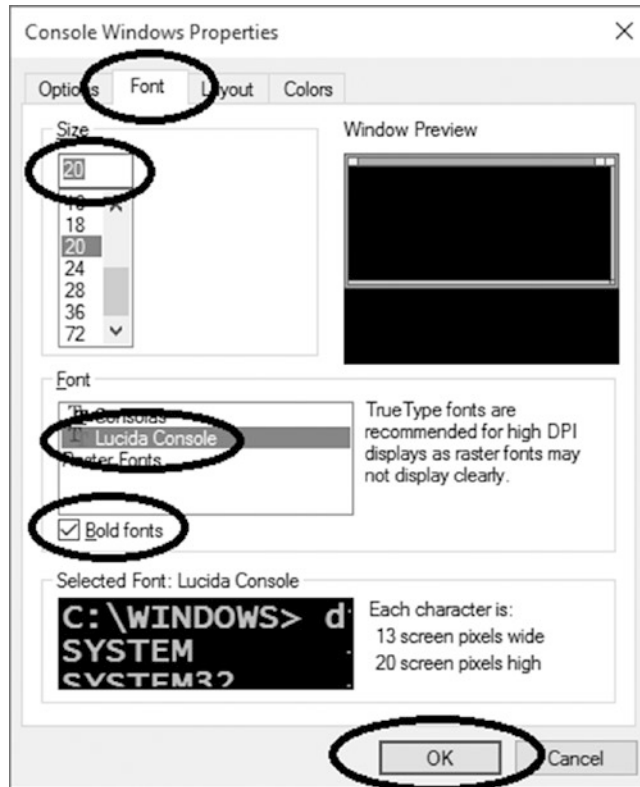 Console Windows Properties
Options Font Layout Colors
Size
20
16
18
20
24
28
36
72
Window Preview
Font
Consolas
Lucida Console
Raster Fonts
Bold fonts
TrueType fonts are
recommended for high DPI
displays as raster fonts may
not display clearly.
Selected Font: Lucida Console
C:\WINDOWS> d
SYSTEM
SYSTEM32
Each character is:
13 screen pixels wide
20 screen pixels high
OK Cancel